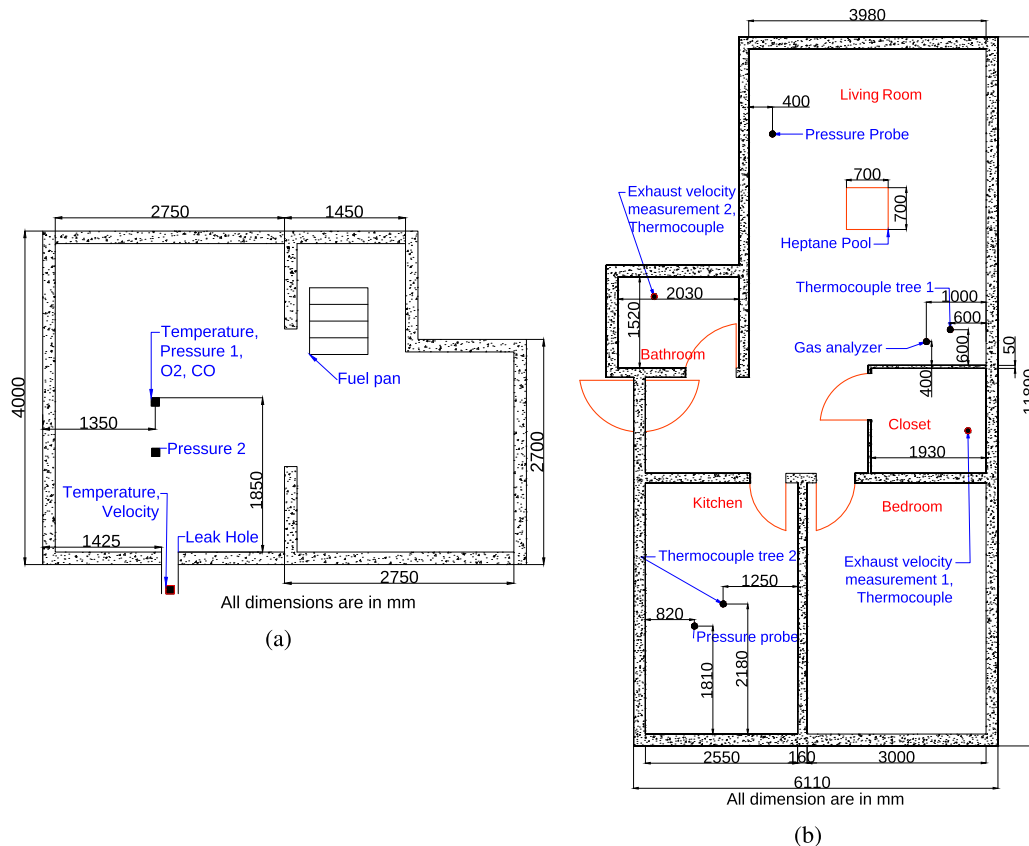 2750
1450
4000
Temperature,
Pressure 1,
O2, CO
Fuel pan
1350
Pressure 2
1850
2700
Temperature,
Velocity
1425
Leak Hole
2750
All dimensions are in mm
(a)
3980
Living Room
400
Pressure Probe
700
700
Exhaust velocity
measurement 2,
Thermocouple
Heptane Pool
2030
Thermocouple tree 1
1000
600
1520
Bathroom
Gas analyzer
600
50
400
11800
Closet
1930
Kitchen
Bedroom
Thermocouple tree 2
Exhaust velocity
measurement 1,
Thermocouple
1250
820
Pressure probe
1810
2180
2550
160
3000
6110
All dimension are in mm
(b)